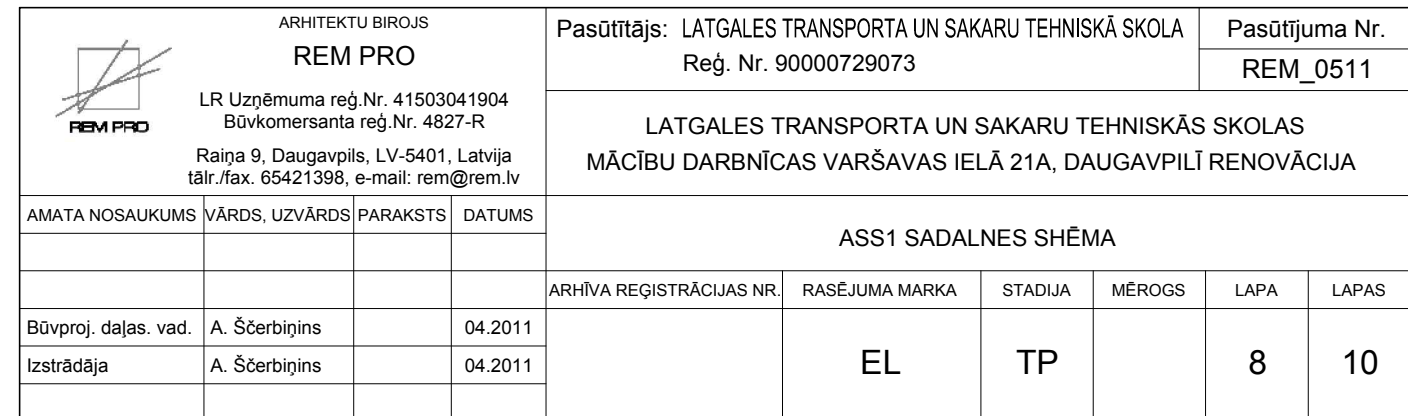 REM PRO
ARHITEKTU BIROJS
REM PRO
LR Uzņēmuma reģ.Nr. 41503041904
Būvkomersanta reģ.Nr. 4827-R
Raiņa 9, Daugavpils, LV-5401, Latvija
tālr./fax. 65421398, e-mail: rem@rem.lv
Pasūtītājs: LATGALES TRANSPORTA UN SAKARU TEHNISKĀ SKOLA
Reģ. Nr. 90000729073
Pasūtījuma Nr.
REM_0511
LATGALES TRANSPORTA UN SAKARU TEHNISKĀS SKOLAS
MĀCĪBU DARBNĪCAS VARŠAVAS IELĀ 21A, DAUGAVPILĪ RENOVĀCIJA
AMATA NOSAUKUMS VĀRDS, UZVĀRDS PARAKSTS DATUMS
ASS1 SADALNES SHĒMA
ARHĪVA REĢISTRĀCIJAS NR. RASĒJUMA MARKA STADIJA MĒROGS LAPA LAPAS
Būvproj. daļas. vad. A. Ščerbiņins 04.2011
Izstrādāja A. Ščerbiņins 04.2011
EL TP 8 10